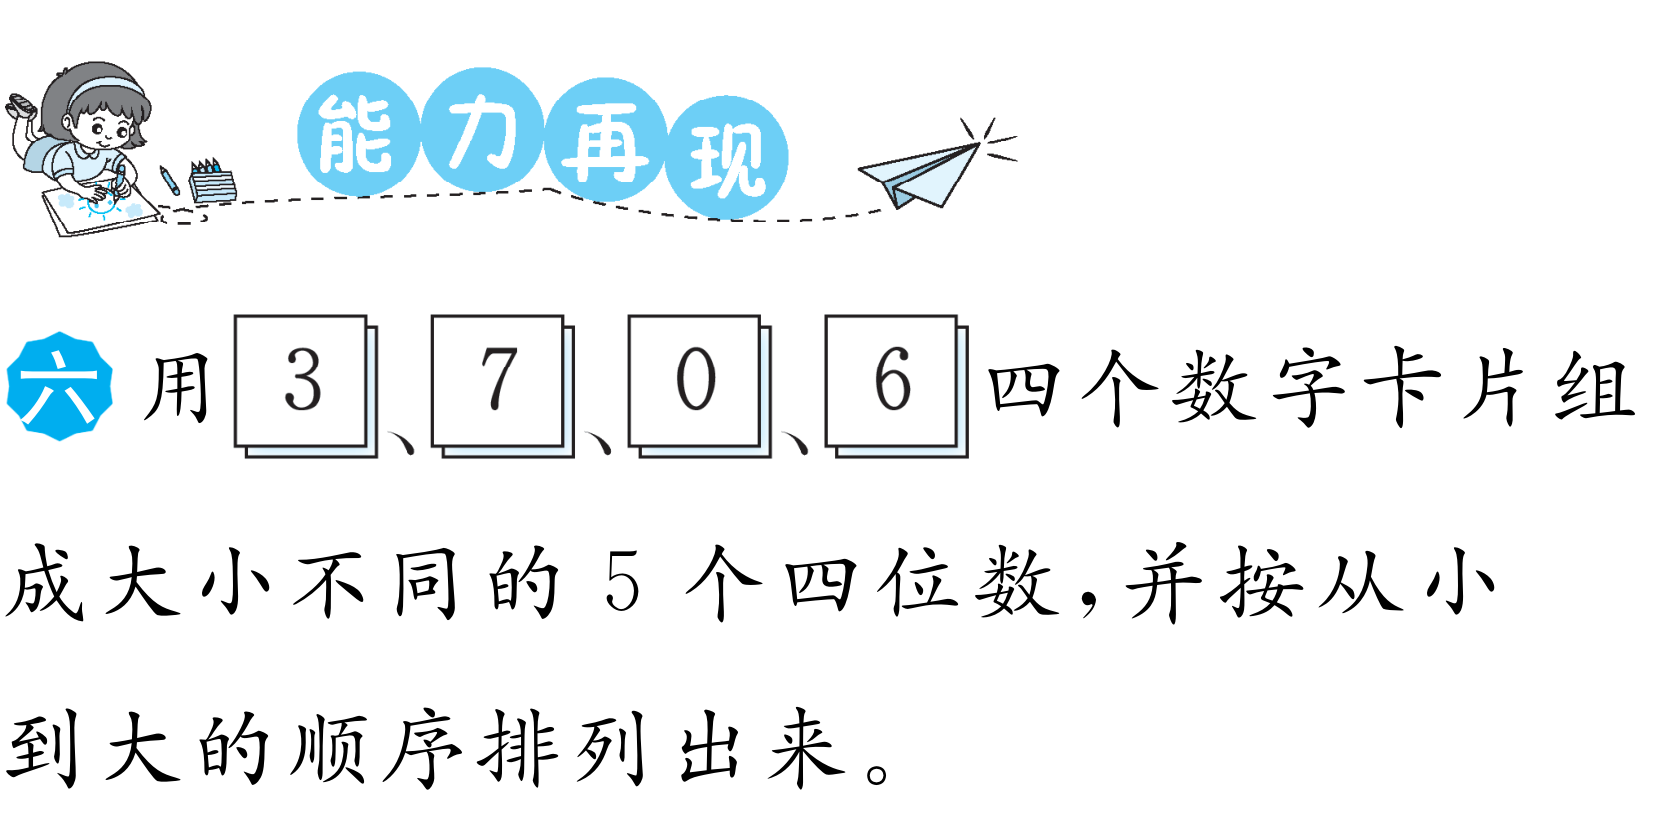 能力再现
六 用 3、7、0、6 四个数字卡片组
成大小不同的 5 个四位数,并按从小
到大的顺序排列出来。